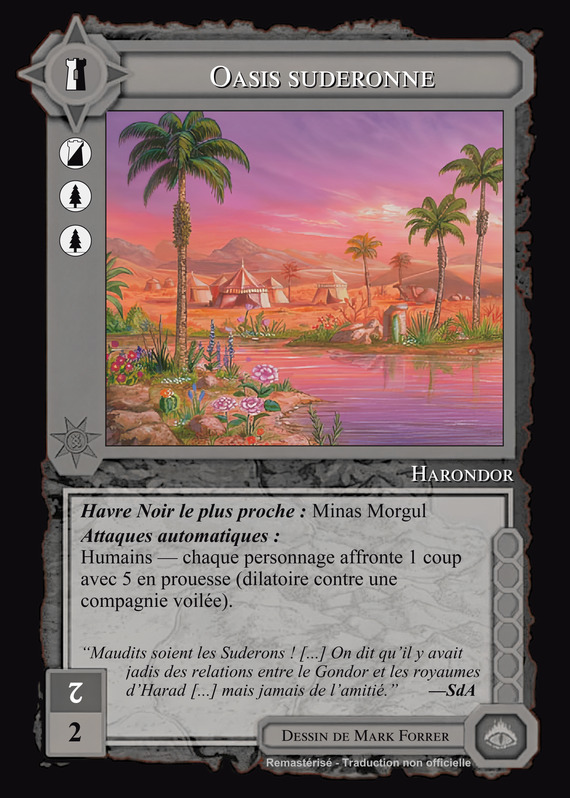 Oasis suderonne
Harondor
Havre Noir le plus proche : Minas Morgul
Attaques automatiques :
Humains — chaque personnage affronte 1 coup
avec 5 en prouesse (dilatoire contre une
compagnie voilée).
“Maudits soient les Suderons ! [...] On dit qu’il y avait
jadis des relations entre le Gondor et les royaumes
d’Harad [...] mais jamais de l’amitié.” —SdA
2
Dessin de Mark Forrer
Remastérisé - Traduction non officielle